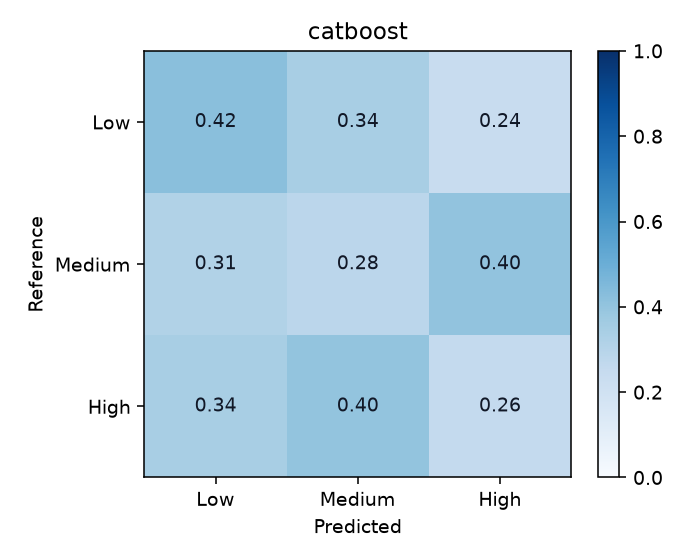 catboost
1.0
Low 0.42 0.34 0.24
0.8
0.6
Reference
Medium 0.31 0.28 0.40
0.4
High 0.34 0.40 0.26
0.2
0.0
Low Medium High
Predicted